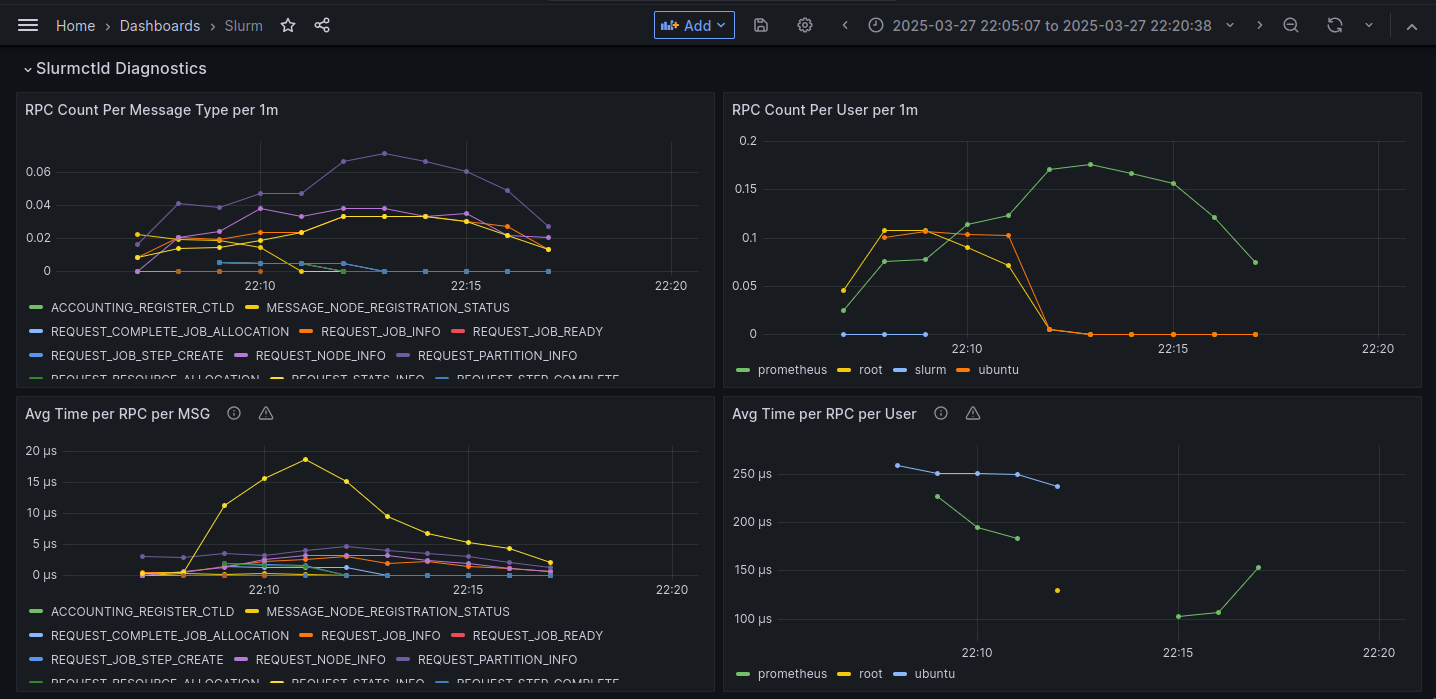 Home › Dashboards › Slurm Add 2025-03-27 22:05:07 to 2025-03-27 22:20:38
Slurmctld Diagnostics
RPC Count Per Message Type per 1m
0.06
0.04
0.02
0
22:10 22:15 22:20
ACCOUNTING_REGISTER_CTLD MESSAGE_NODE_REGISTRATION_STATUS
REQUEST_COMPLETE_JOB_ALLOCATION REQUEST_JOB_INFO REQUEST_JOB_READY
REQUEST_JOB_STEP_CREATE REQUEST_NODE_INFO REQUEST_PARTITION_INFO
REQUEST_RESOURCE_ALLOCATION REQUEST_STATS_INFO REQUEST_STEP_COMPLETE
RPC Count Per User per 1m
0.2
0.15
0.1
0.05
0
22:10 22:15 22:20
prometheus root slurm ubuntu
Avg Time per RPC per MSG
20 µs
15 µs
10 µs
5 µs
0 µs
22:10 22:15 22:20
ACCOUNTING_REGISTER_CTLD MESSAGE_NODE_REGISTRATION_STATUS
REQUEST_COMPLETE_JOB_ALLOCATION REQUEST_JOB_INFO REQUEST_JOB_READY
REQUEST_JOB_STEP_CREATE REQUEST_NODE_INFO REQUEST_PARTITION_INFO
REQUEST_RESOURCE_ALLOCATION REQUEST_STATS_INFO REQUEST_STEP_COMPLETE
Avg Time per RPC per User
250 µs
200 µs
150 µs
100 µs
22:10 22:15 22:20
prometheus root ubuntu